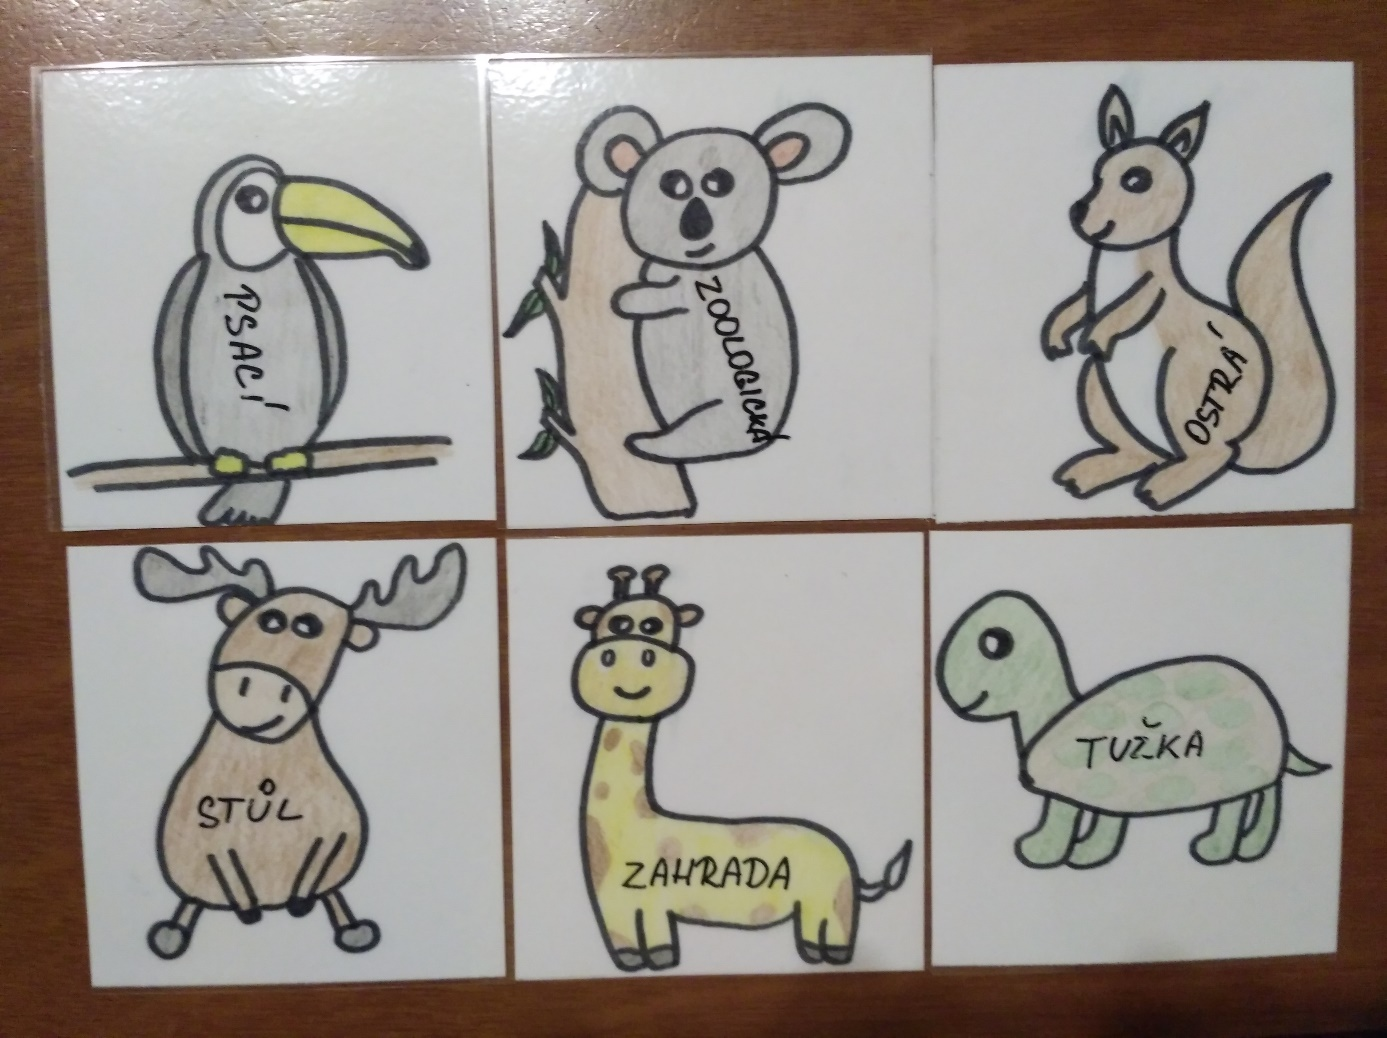 PSACÍ
ZOOLOGICKÁ
OSTRÁ
STŮL
ZAHRADA
TUŽKA